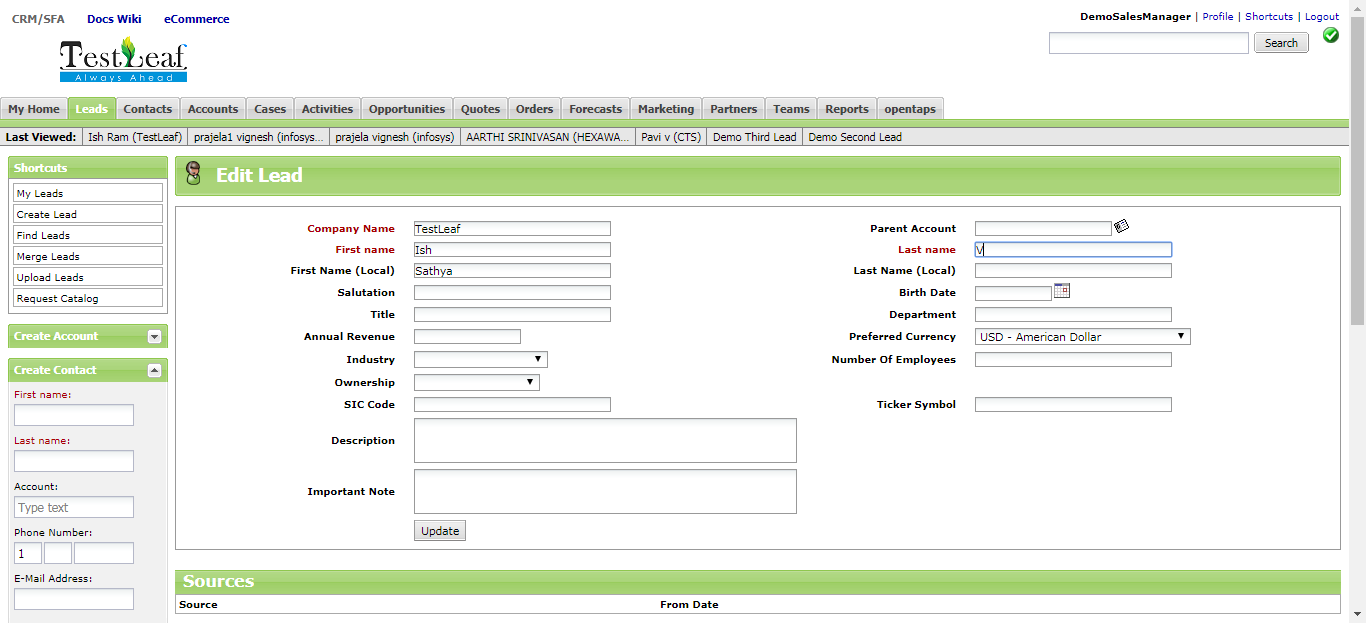 CRM/SFA Docs Wiki eCommerce
DemoSalesManager | Profile | Shortcuts | Logout
Search
TestLeaf
Always Ahead
My Home Leads Contacts Accounts Cases Activities Opportunities Quotes Orders Forecasts Marketing Partners Teams Reports opentaps
Last Viewed: Ish Ram (TestLeaf) prajela1 vignesh (infosys... prajela vignesh (infosys) AARTHI SRINIVASAN (HEXAWA... Pavi v (CTS) Demo Third Lead Demo Second Lead
Shortcuts
My Leads
Create Lead
Find Leads
Merge Leads
Upload Leads
Request Catalog
Create Account
Create Contact
First name:
Last name:
Account:
Type text
Phone Number:
1
E-Mail Address:
Edit Lead
Company Name TestLeaf Parent Account
First name Ish Last name V
First Name (Local) Sathya Last Name (Local)
Salutation Birth Date
Title Department
Annual Revenue Preferred Currency USD - American Dollar
Industry Number Of Employees
Ownership
SIC Code Ticker Symbol
Description
Important Note
Update
Sources
Source From Date